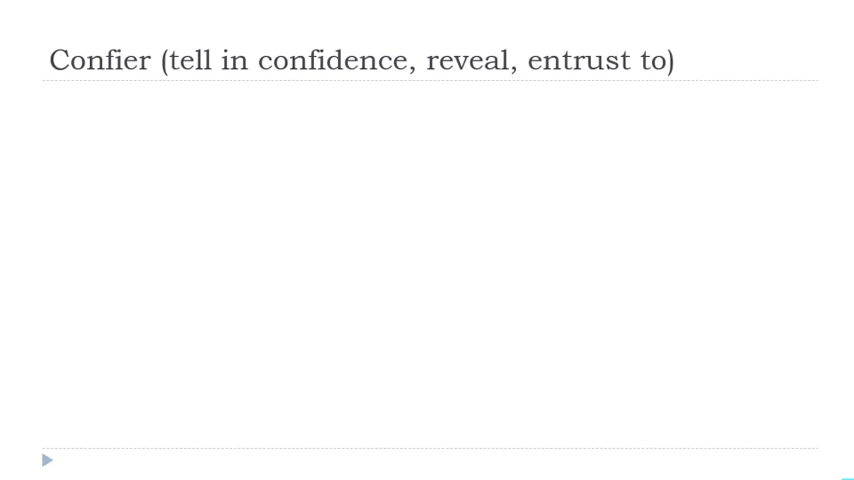 Confier (tell in confidence, reveal, entrust to)